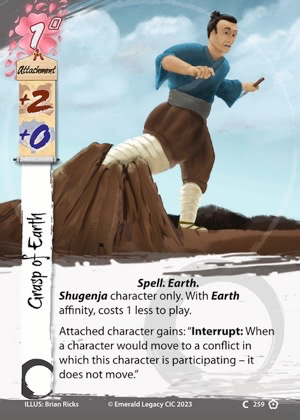 1
Attachment
+2
+0
Grasp of Earth
Spell. Earth.
Shugenja character only. With Earth
affinity, costs 1 less to play.
Attached character gains: “Interrupt: When
a character would move to a conflict in
which this character is participating – it
does not move.”
ILLUS: Brian Ricks © Emerald Legacy CIC 2023 C 259